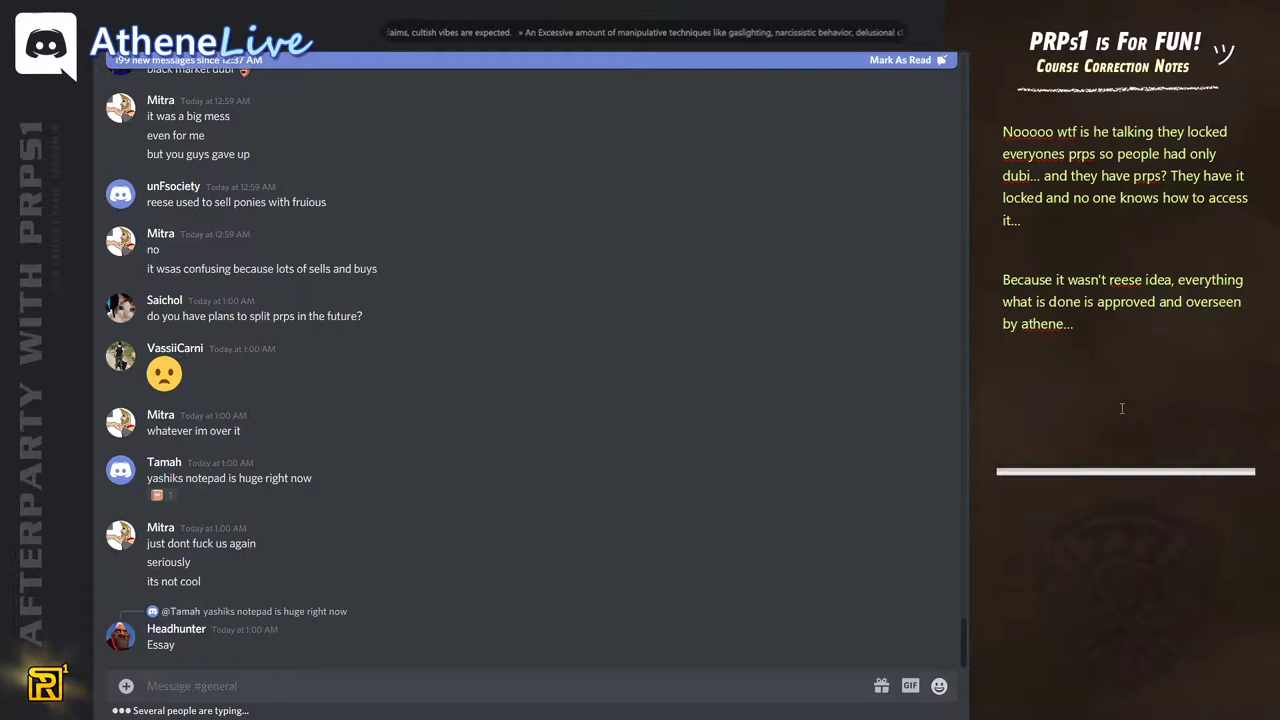 AtheneLive
aims, cultish vibes are expected. » An Excessive amount of manipulative techniques like gaslighting, narcissistic behavior, delusional cl
199 new messages since 12:37 AM
Mark As Read
black market dubi
Mitra Today at 12:59 AM
it was a big mess
even for me
but you guys gave up
unFsociety Today at 12:59 AM
reese used to sell ponies with fruious
Mitra Today at 12:59 AM
no
it wsas confusing because lots of sells and buys
Saichol Today at 1:00 AM
do you have plans to split prps in the future?
VassiiCarni Today at 1:00 AM
Mitra Today at 1:00 AM
whatever im over it
Tamah Today at 1:00 AM
yashiks notepad is huge right now
1
Mitra Today at 1:00 AM
just dont fuck us again
seriously
its not cool
@Tamah yashiks notepad is huge right now
Headhunter Today at 1:00 AM
Essay
Message #general
GIF
Several people are typing...
AFTERPARTY WITH PRPS1
R1
PRPs1 is For FUN!
Course Correction Notes
ツ
Nooooo wtf is he talking they locked
everyones prps so people had only
dubi... and they have prps? They have it
locked and no one knows how to access
it...
Because it wasn't reese idea, everything
what is done is approved and overseen
by athene...